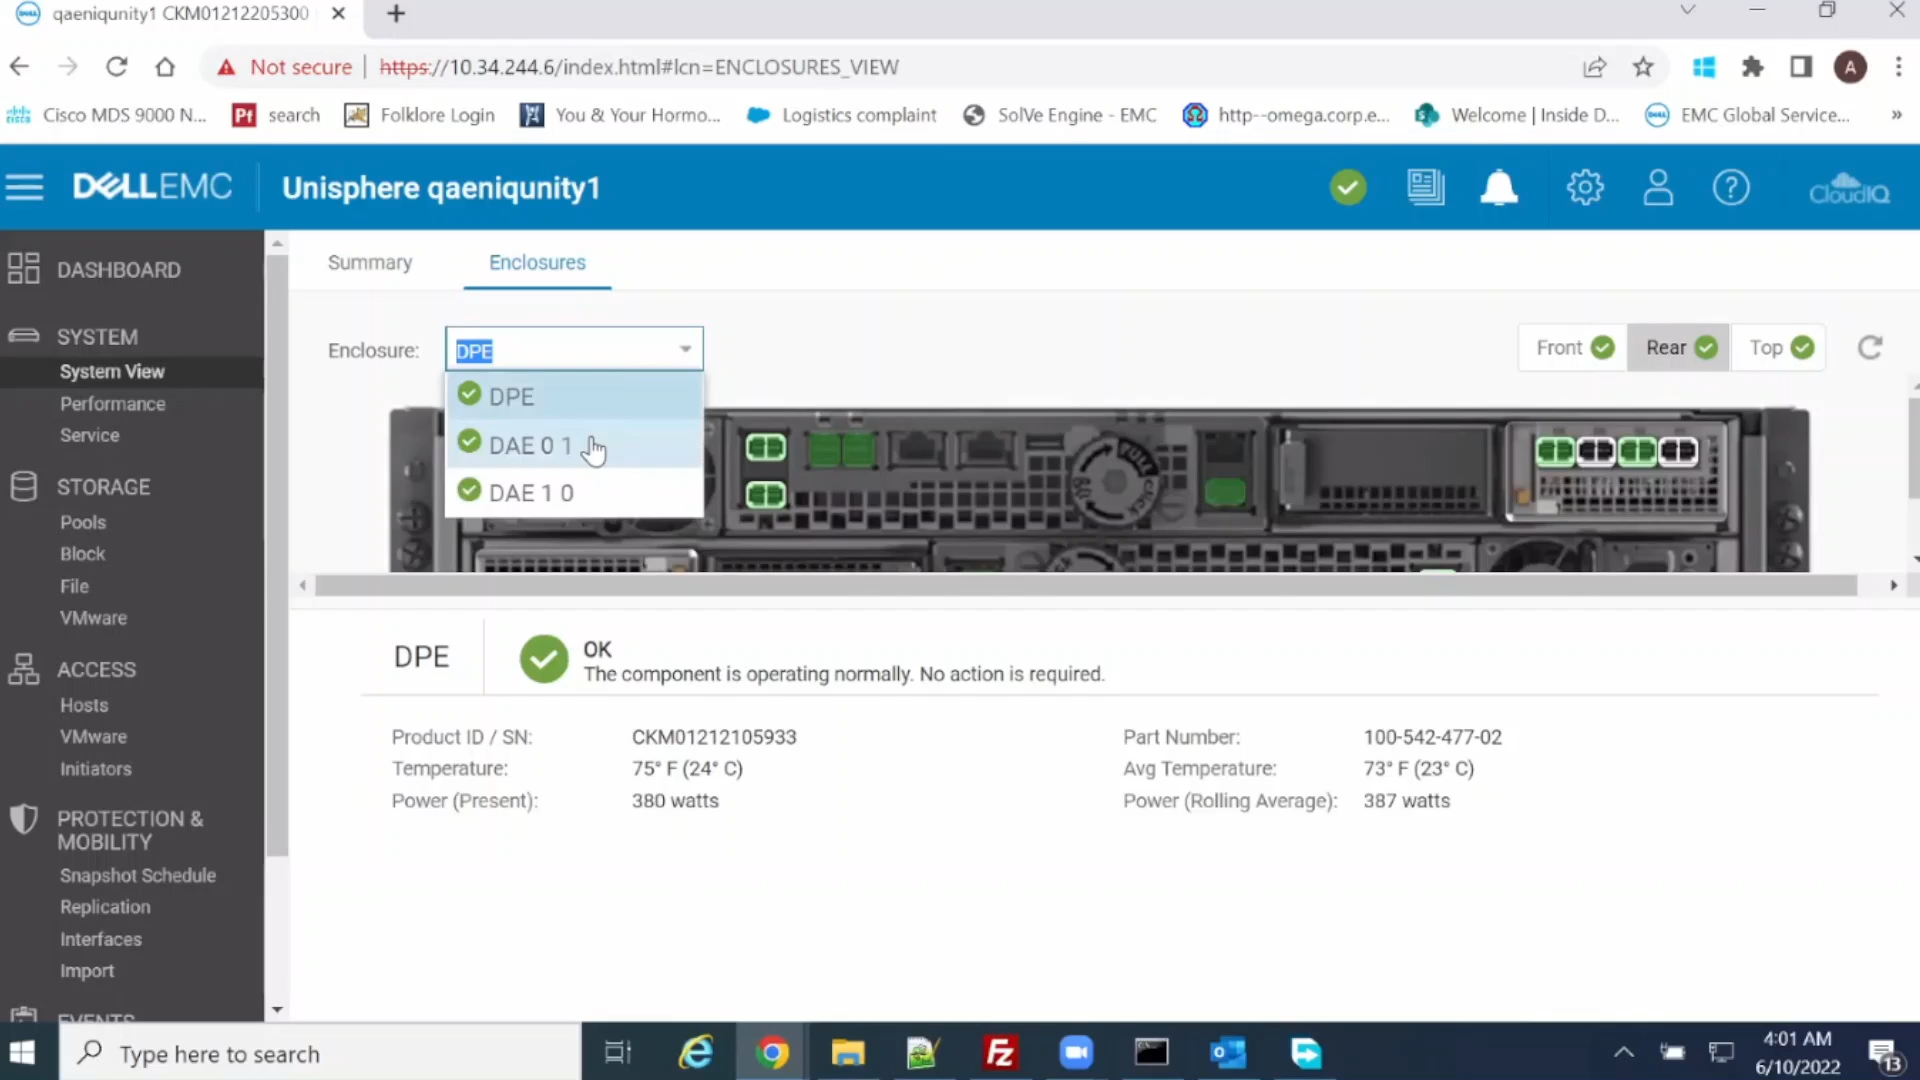 qaeniqunity1 CKM01212205300
Not secure | https://10.34.244.6/index.html#lcn=ENCLOSURES_VIEW
A
Cisco MDS 9000 N...
search
Folklore Login
You & Your Hormo...
Logistics complaint
SolVe Engine - EMC
http--omega.corp.e...
Welcome | Inside D...
EMC Global Service...
»
DELLEMC
Unisphere qaeniqunity1
CloudIQ
DASHBOARD
SYSTEM
System View
Performance
Service
STORAGE
Pools
Block
File
VMware
ACCESS
Hosts
VMware
Initiators
PROTECTION &
MOBILITY
Snapshot Schedule
Replication
Interfaces
Import
EVENTS
Summary
Enclosures
Enclosure:
DPE
DPE
DAE 0 1
DAE 1 0
Front
Rear
Top
PULL
CLICK
DPE
OK
The component is operating normally. No action is required.
Product ID / SN: CKM01212105933
Temperature: 75° F (24° C)
Power (Present): 380 watts
Part Number: 100-542-477-02
Avg Temperature: 73° F (23° C)
Power (Rolling Average): 387 watts
Type here to search
4:01 AM
6/10/2022
13